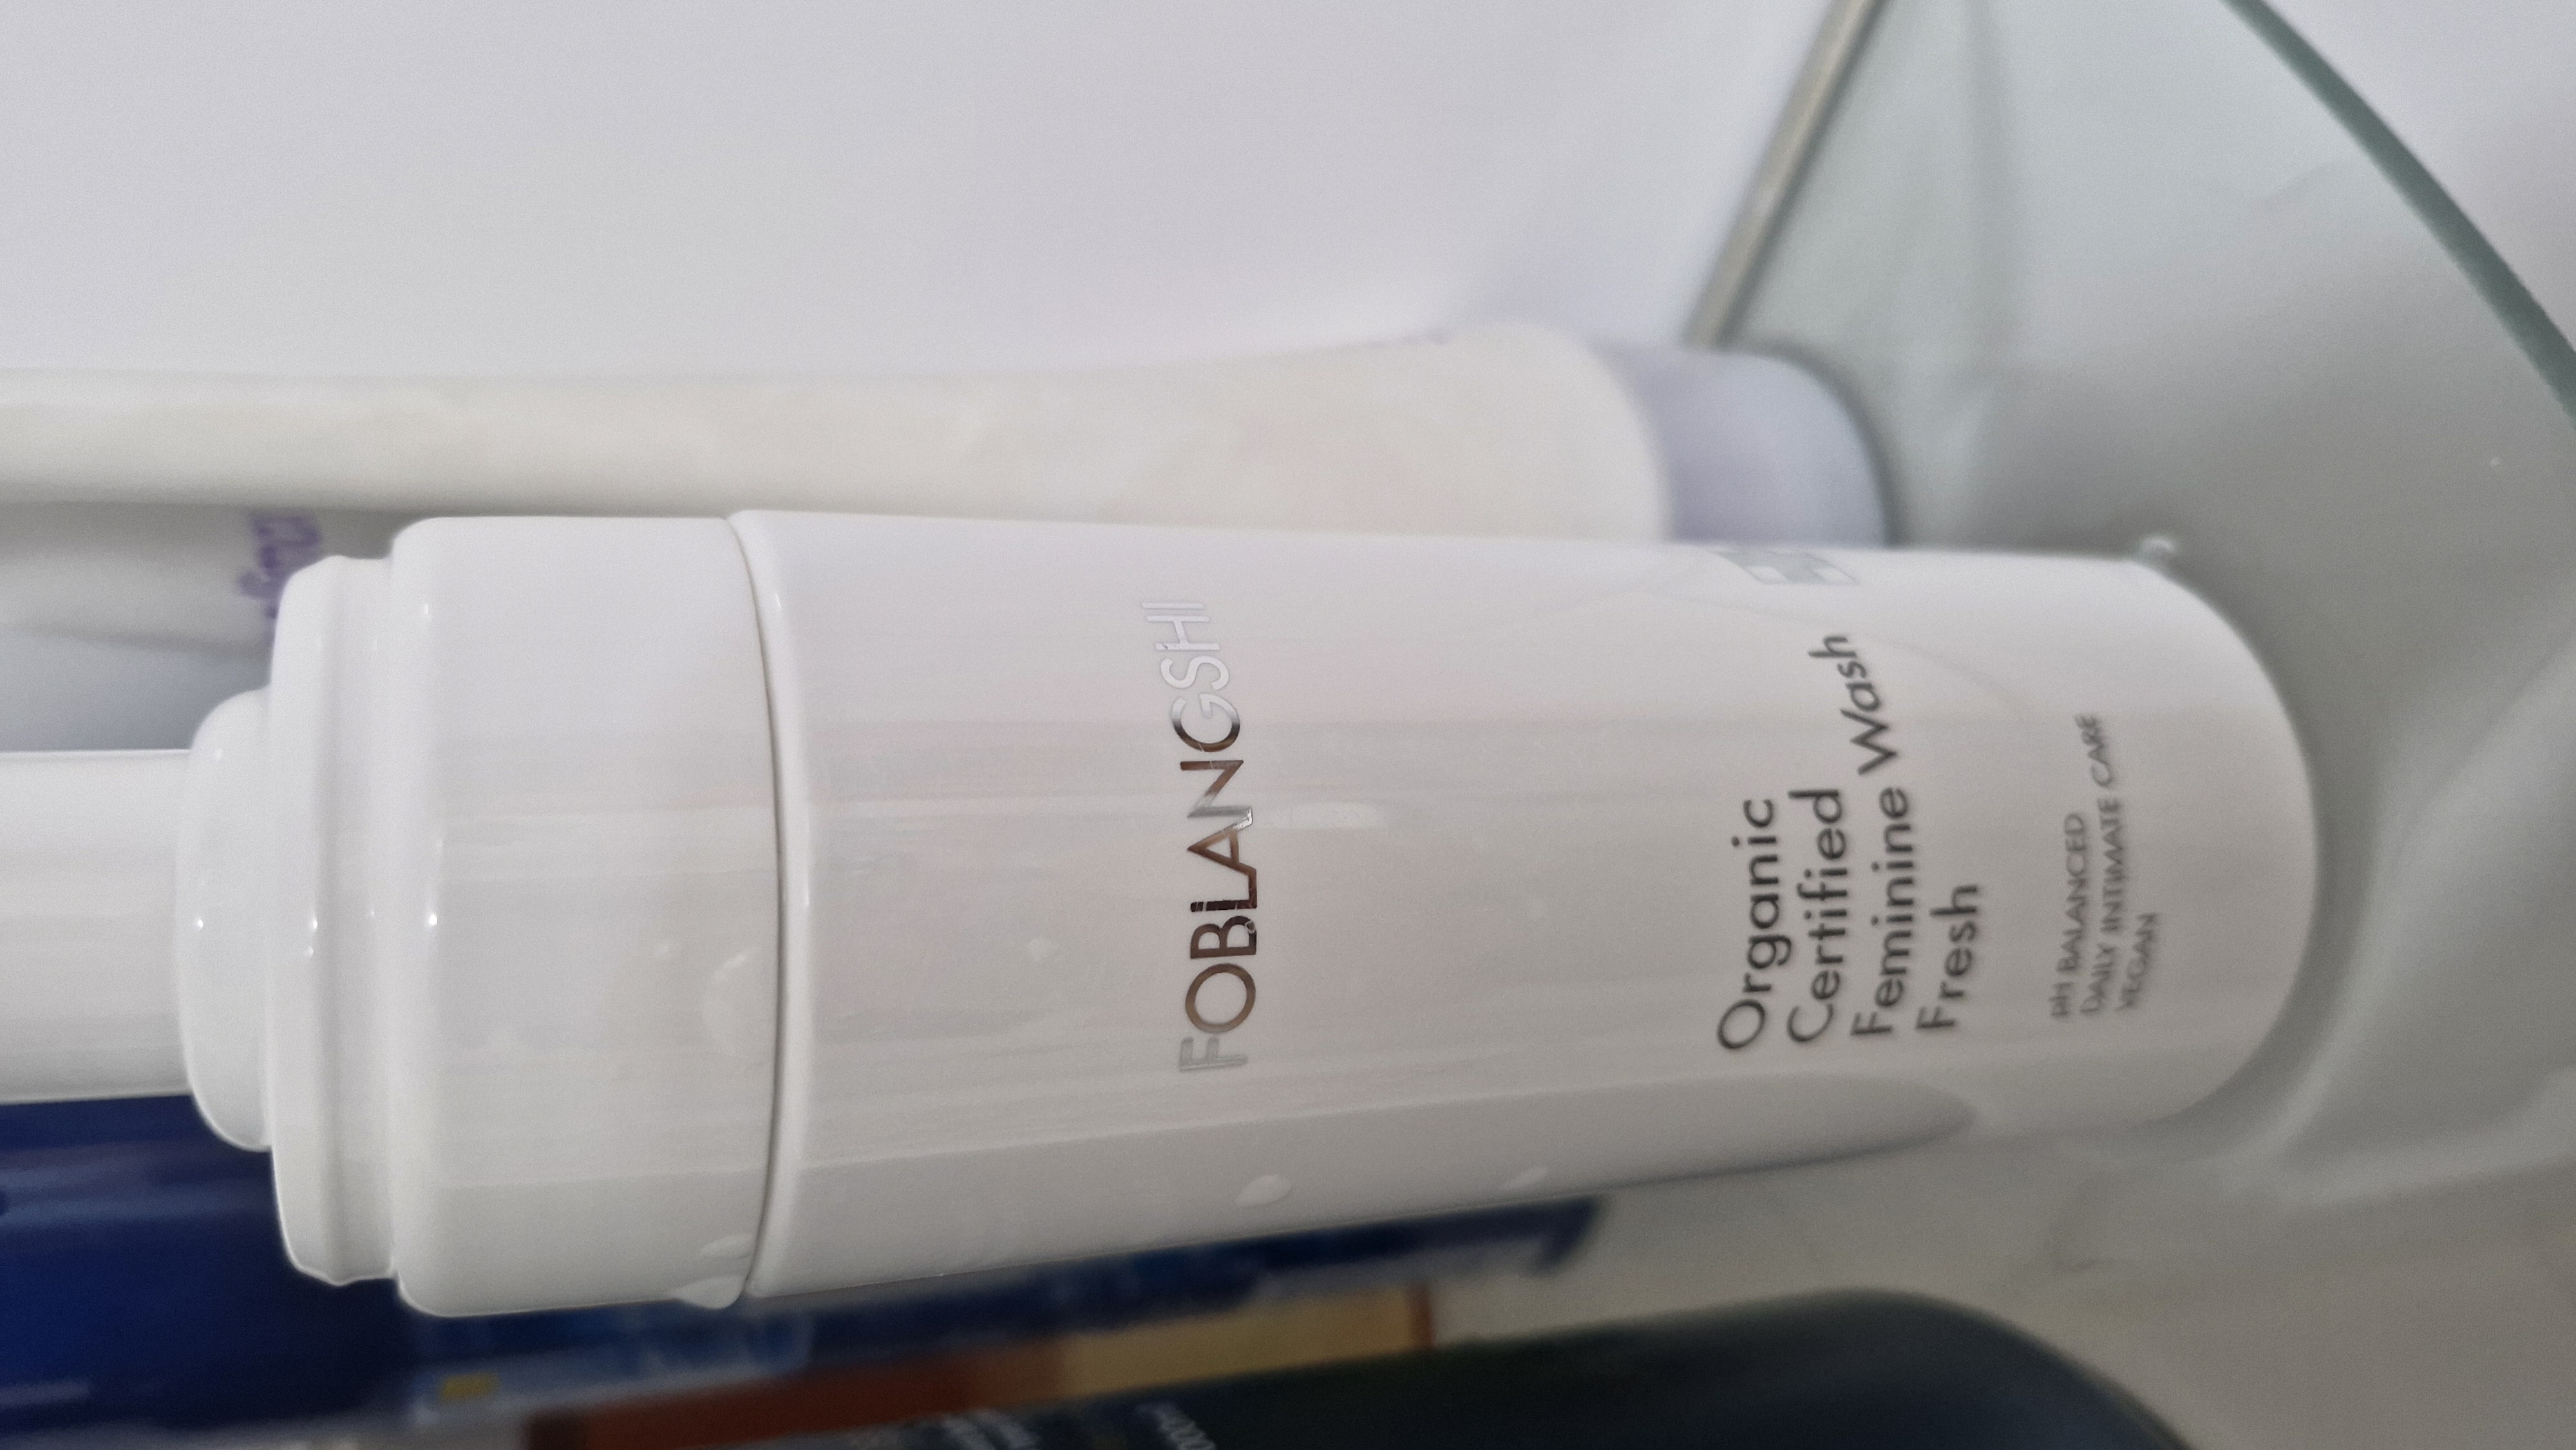 FOBLANGSHI
Organic
Certified
Feminine Wash
Fresh
PH BALANCED
DAILY INTIMATE CARE
VEGAN